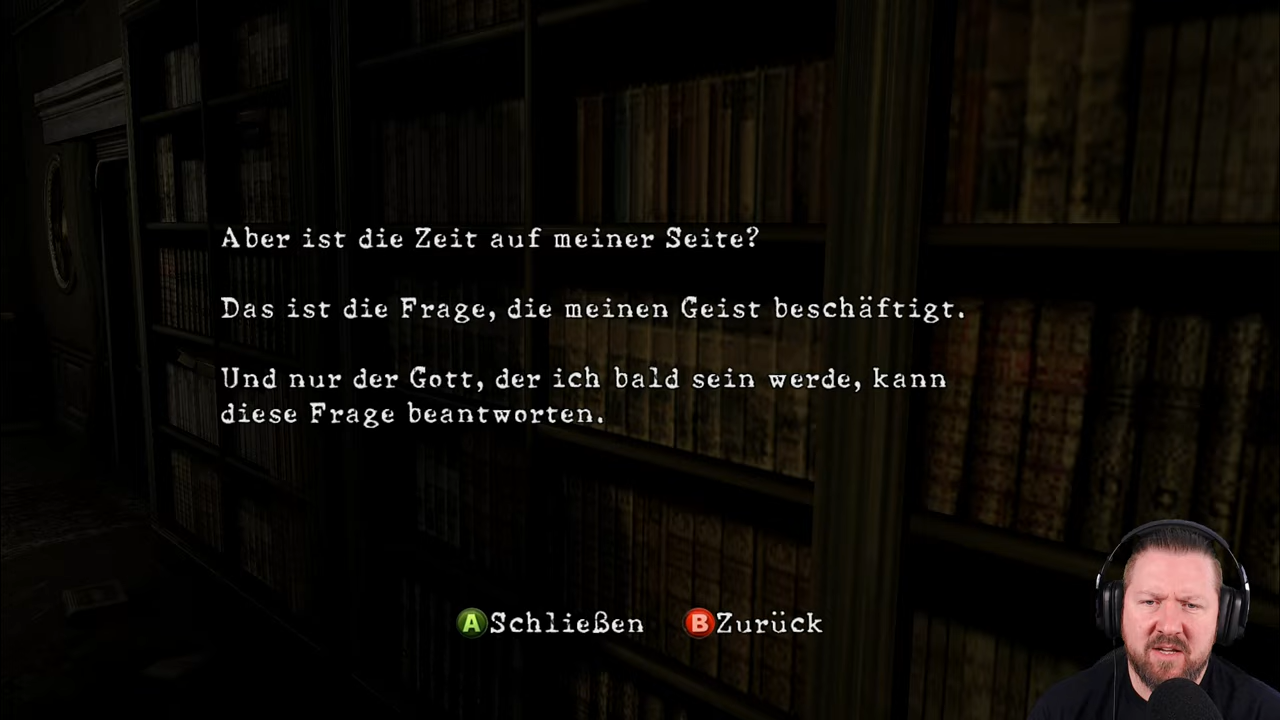 Aber ist die Zeit auf meiner Seite?
Das ist die Frage, die meinen Geist beschäftigt.
Und nur der Gott, der ich bald sein werde, kann
diese Frage beantworten.
A Schließen B Zurück